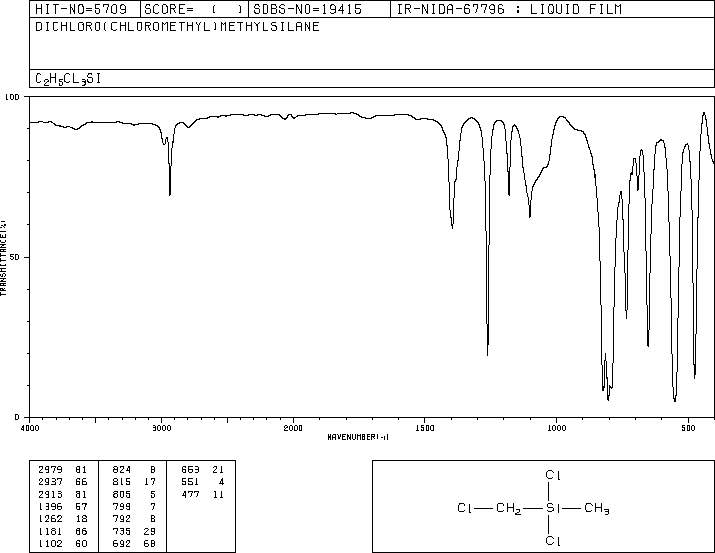 HIT-NO=5709 SCORE= ( ) SDBS-NO=19415 IR-NIDA-67796 : LIQUID FILM
DICHLORO(CHLOROMETHYL)METHYLSILANE
C2H5CL3SI
100
50
0
TRANSMITTANCE(%)
4000 3000 2000 1500 1000 500
WAVENUMBER(-1)
2979 81 824 8 653 21
2937 66 815 17 551 4
2913 81 805 5 477 11
1396 57 799 7
1262 18 792 8
1181 66 735 29
1102 60 692 68
Cl
Cl—CH2—Si—CH3
Cl